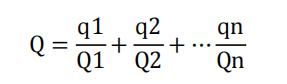 Q = q1/Q1 + q2/Q2 + ⋯ qn/Qn